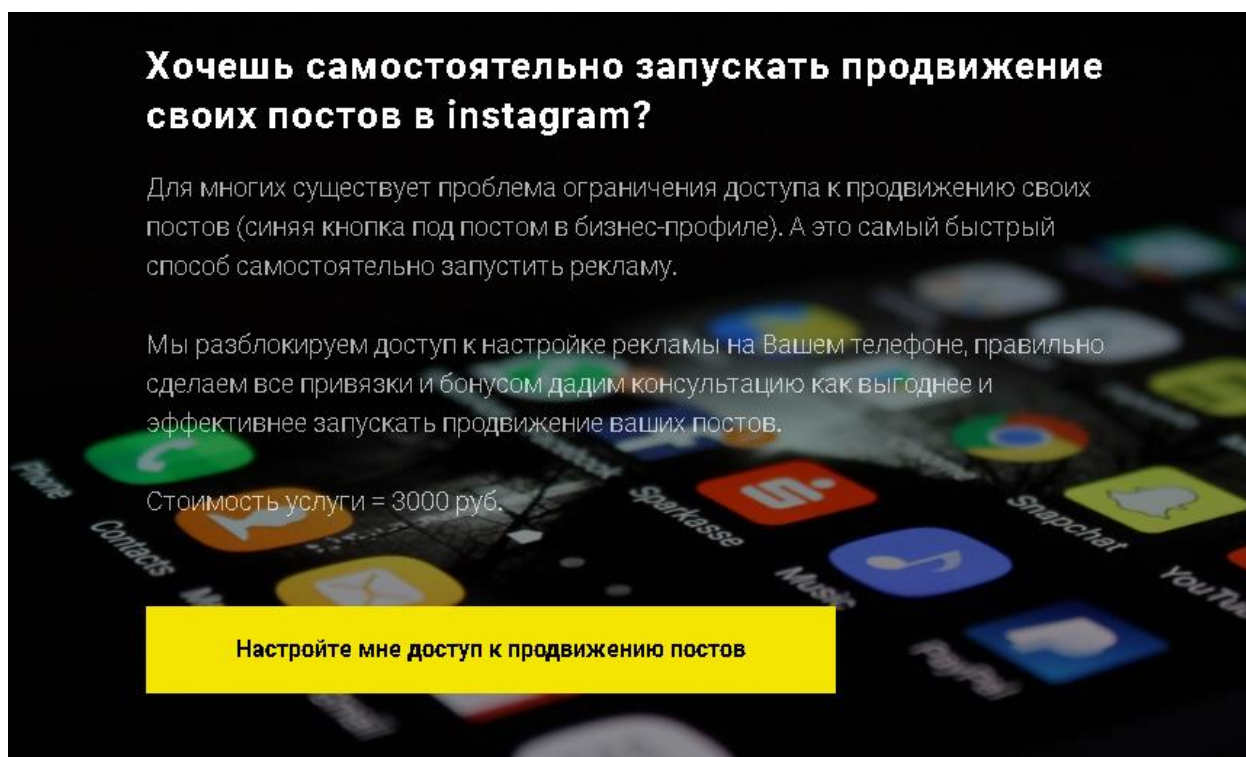 Хочешь самостоятельно запускать продвижение
своих постов в instagram?
Для многих существует проблема ограничения доступа к продвижению своих
постов (синяя кнопка под постом в бизнес-профиле). А это самый быстрый
способ самостоятельно запустить рекламу.
Мы разблокируем доступ к настройке рекламы на Вашем телефоне, правильно
сделаем все привязки и бонусом дадим консультацию как выгоднее и
эффективнее запускать продвижение ваших постов.
Стоимость услуги = 3000 руб.
Настройте мне доступ к продвижению постов
Phone
Contacts
Sparkasse
Snapchat
Music
YouTub
PayPal
Email